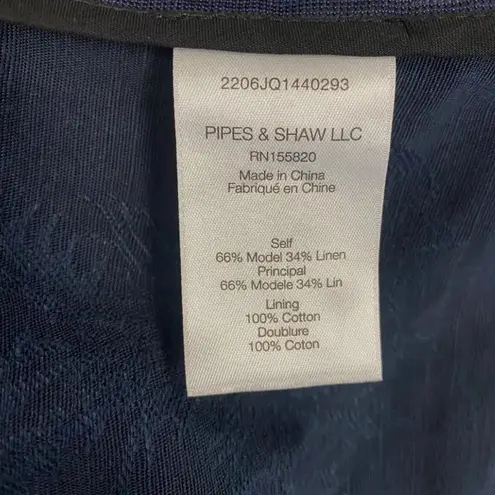 2206JQ1440293
PIPES & SHAW LLC
RN155820
Made in China
Fabriqué en Chine
Self
66% Model 34% Linen
Principal
66% Modele 34% Lin
Lining
100% Cotton
Doublure
100% Coton